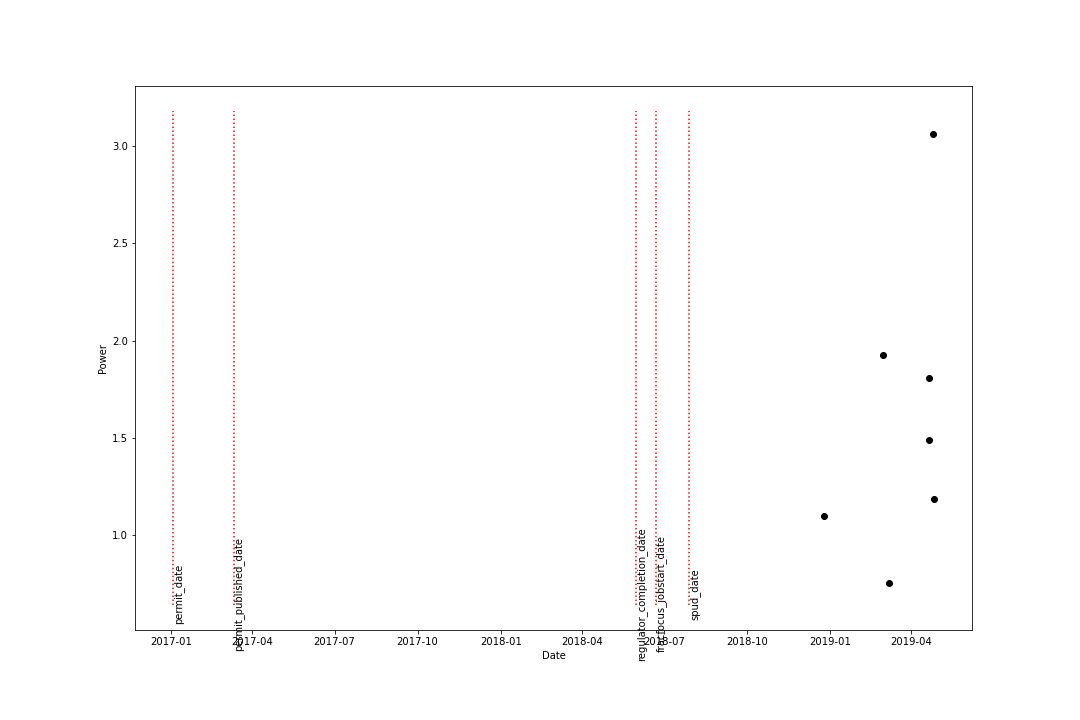 3.0
2.5
2.0
1.5
1.0
Power
permit_date
permit_published_date
regulator_completion_date
fracfocus_jobstart_date
spud_date
2017-01 2017-04 2017-07 2017-10 2018-01 2018-04 2018-07 2018-10 2019-01 2019-04
Date